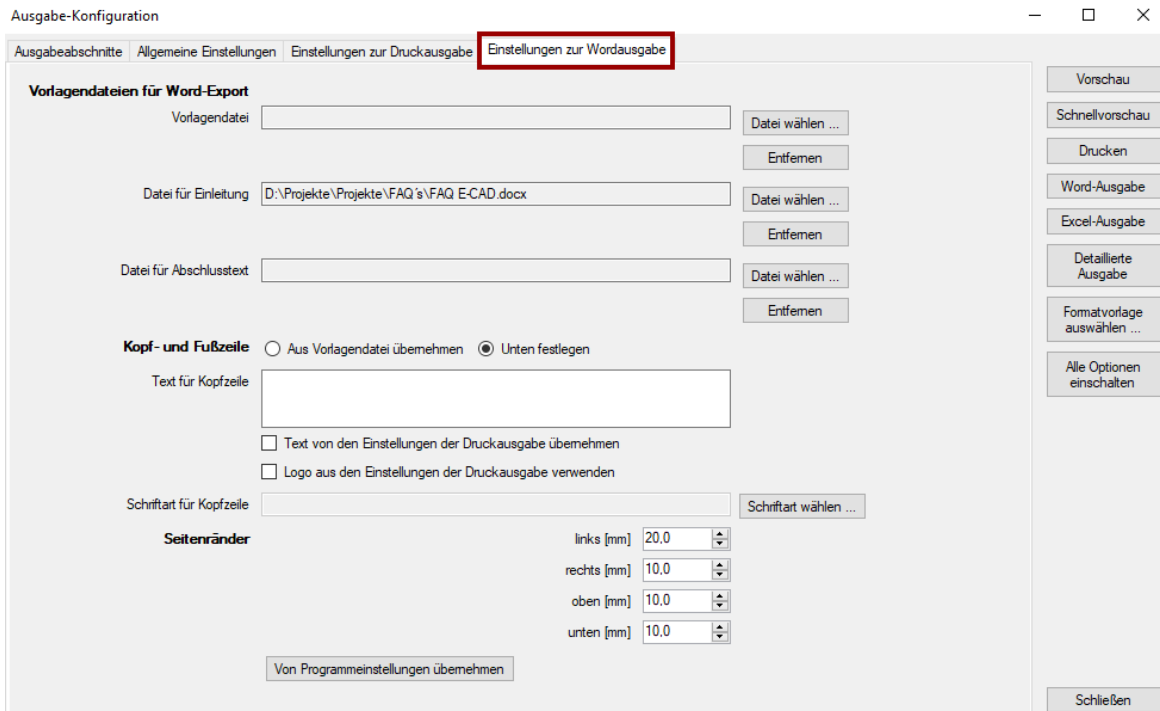 Ausgabe-Konfiguration
Ausgabeabschnitte Allgemeine Einstellungen Einstellungen zur Druckausgabe Einstellungen zur Wordausgabe
Vorlagendateien für Word-Export
Vorlagendatei
Datei wählen ...
Entfernen
Datei für Einleitung D:\Projekte\Projekte\FAQ´s\FAQ E-CAD.docx
Datei wählen ...
Entfernen
Datei für Abschlusstext
Datei wählen ...
Entfernen
Kopf- und Fußzeile Aus Vorlagendatei übernehmen Unten festlegen
Text für Kopfzeile
Text von den Einstellungen der Druckausgabe übernehmen
Logo aus den Einstellungen der Druckausgabe verwenden
Schriftart für Kopfzeile Schriftart wählen ...
Seitenränder links [mm] 20,0
rechts [mm] 10,0
oben [mm] 10,0
unten [mm] 10,0
Von Programmeinstellungen übernehmen
Vorschau
Schnellvorschau
Drucken
Word-Ausgabe
Excel-Ausgabe
Detaillierte
Ausgabe
Formatvorlage
auswählen ...
Alle Optionen
einschalten
Schließen